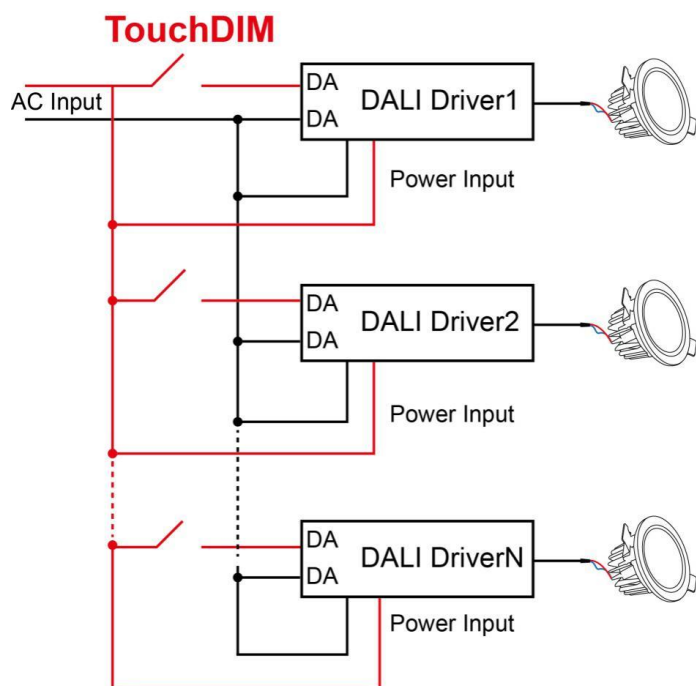 TouchDIM
AC Input
DA
DALI Driver1
DA
Power Input
DA
DALI Driver2
DA
Power Input
DA
DALI DriverN
DA
Power Input